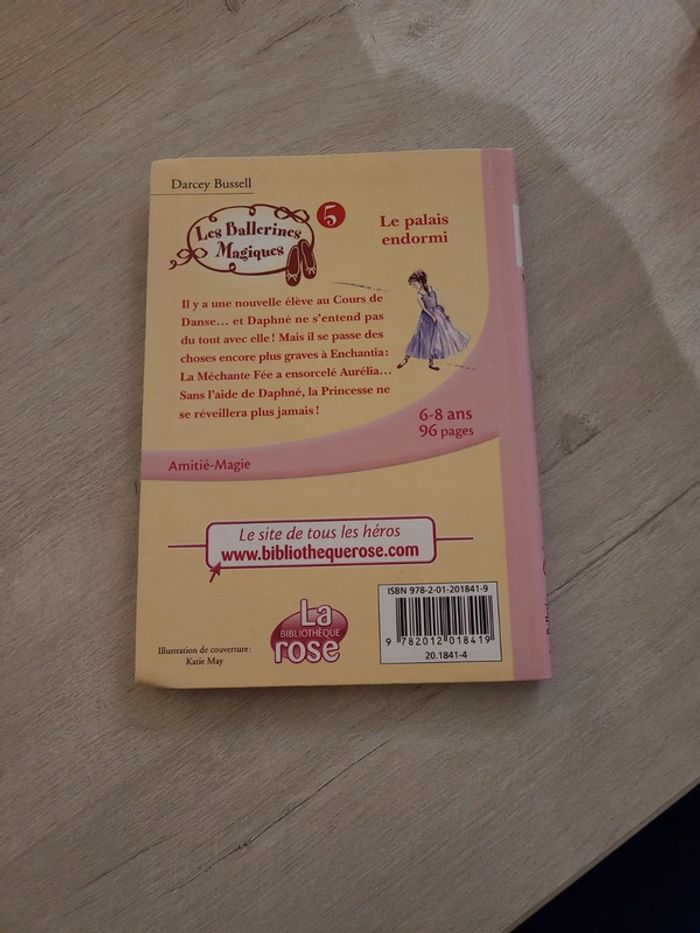 Darcey Bussell
Les Ballerines
Magiques
5
Le palais
endormi
Il y a une nouvelle élève au Cours de
Danse... et Daphné ne s'entend pas
du tout avec elle ! Mais il se passe des
choses encore plus graves à Enchantia :
La Méchante Fée a ensorcelé Aurélia...
Sans l'aide de Daphné, la Princesse ne
se réveillera plus jamais !
6-8 ans
96 pages
Amitié-Magie
Le site de tous les héros
www.bibliothequerose.com
La
BIBLIOTHÈQUE
rose
Illustration de couverture :
Katie May
ISBN 978-2-01-201841-9
9 782012 018419
20.1841-4